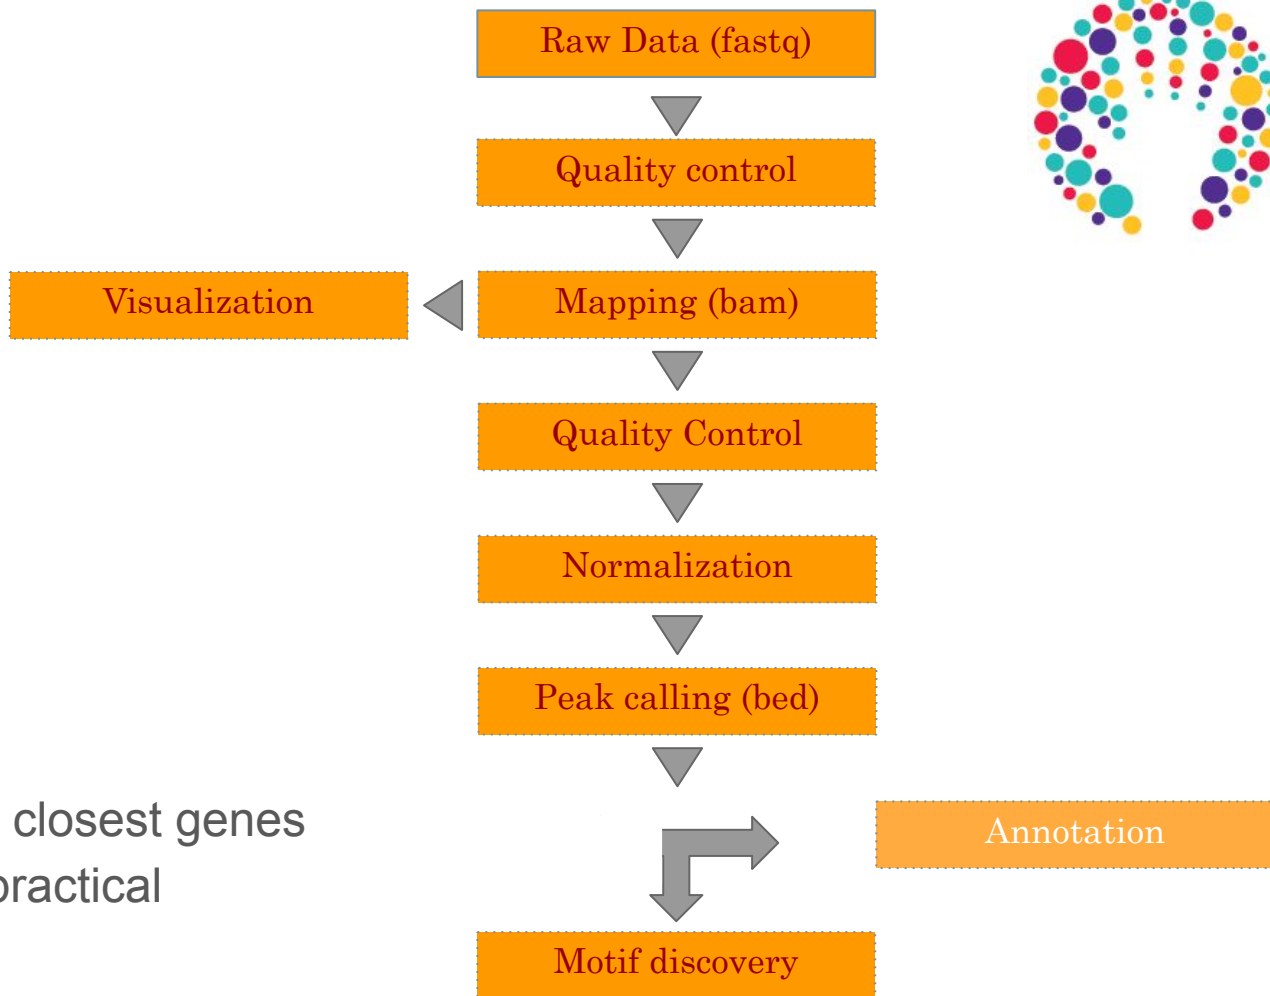 Raw Data (fastq)
Quality control
Visualization
Mapping (bam)
Quality Control
Normalization
Peak calling (bed)
closest genes
Annotation
practical
Motif discovery